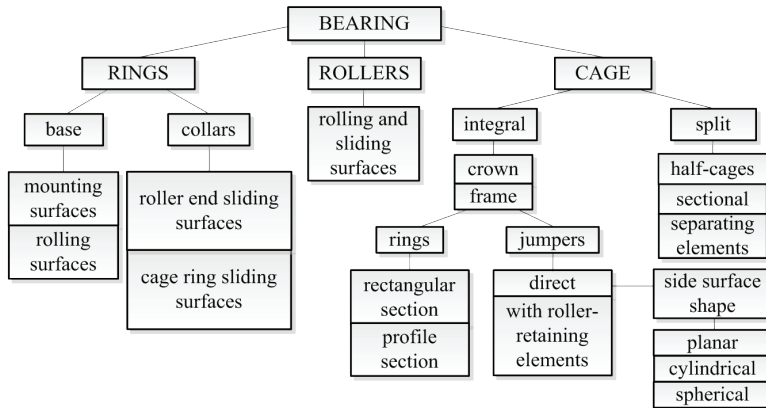 BEARING
RINGS
ROLLERS
CAGE
base
collars
rolling and
sliding
surfaces
integral
split
mounting
surfaces
rolling
surfaces
roller end sliding
surfaces
cage ring sliding
surfaces
crown
frame
half-cages
sectional
separating
elements
rings
jumpers
rectangular
section
profile
section
direct
with roller-
retaining
elements
side surface
shape
planar
cylindrical
spherical